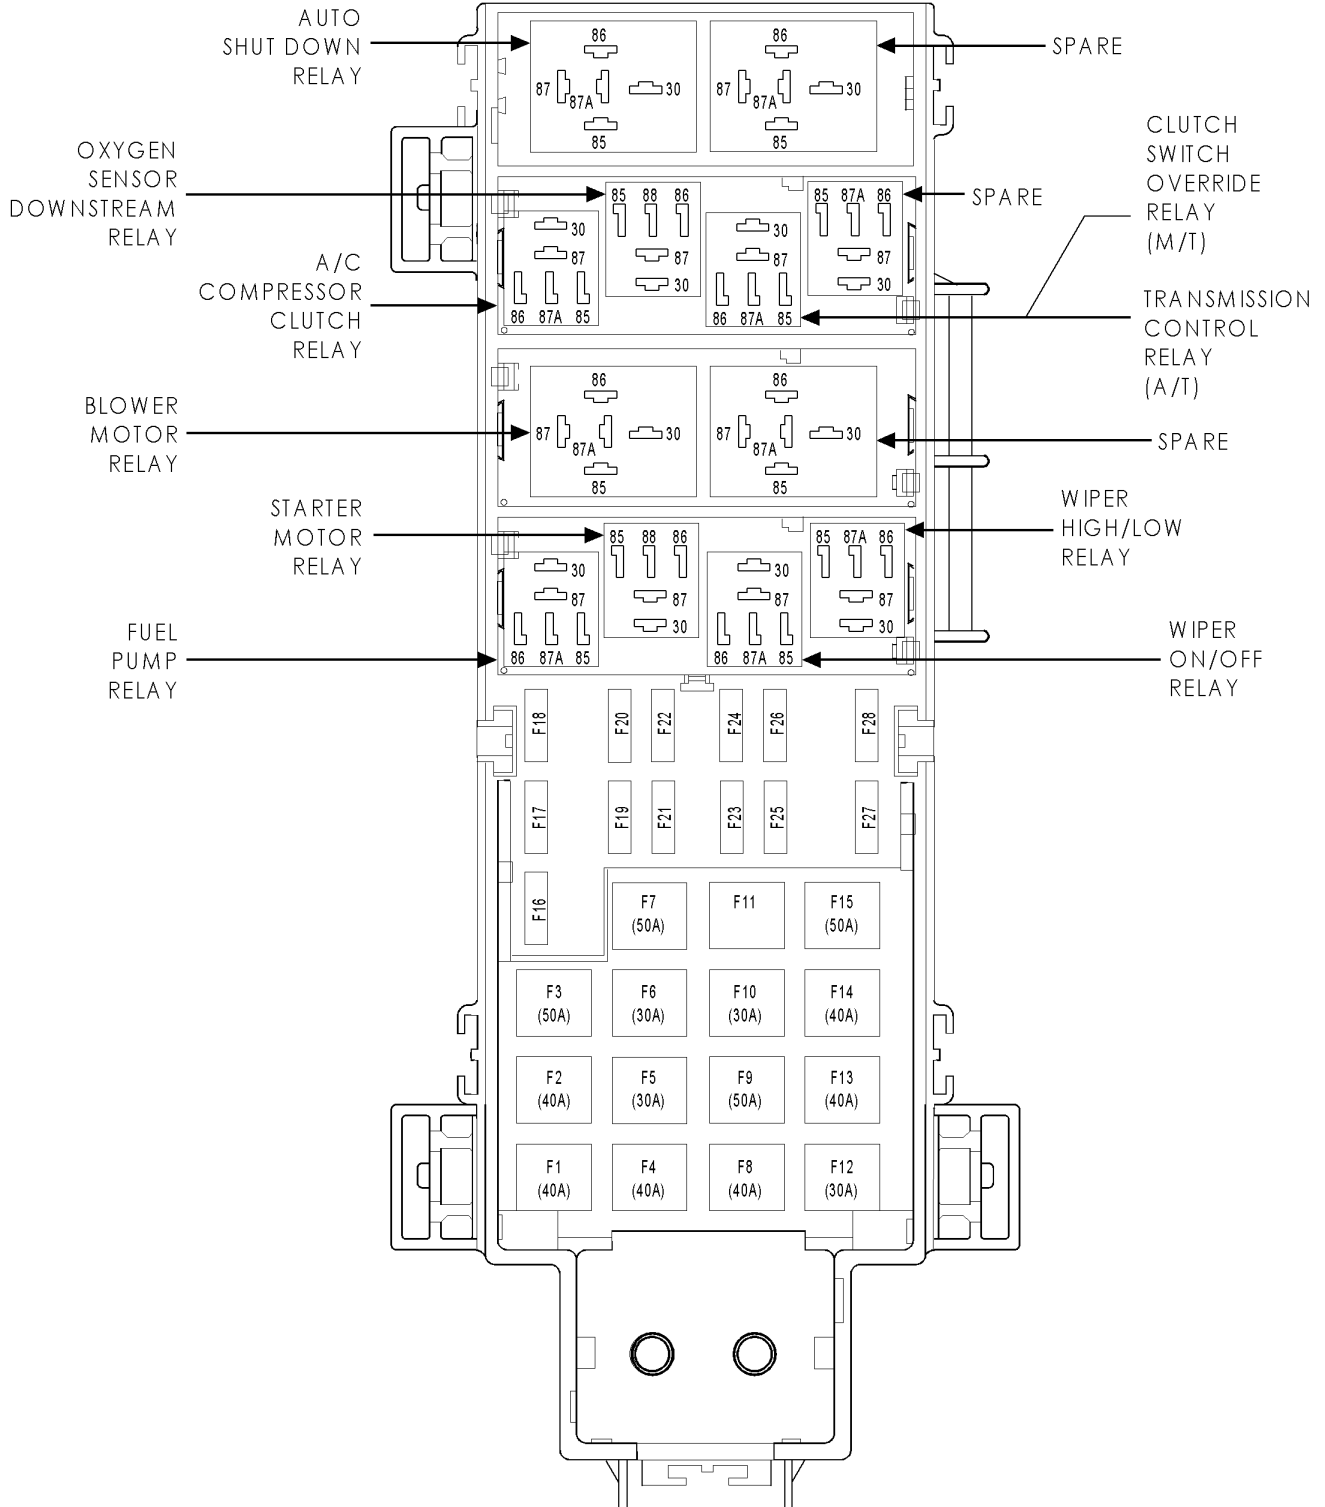 AUTO
SHUT DOWN
RELAY
86
87
87A
30
85
86
87
87A
30
85
SPARE
OXYGEN
SENSOR
DOWNSTREAM
RELAY
85 88 86
87
30
85 87A 86
87
30
SPARE
CLUTCH
SWITCH
OVERRIDE
RELAY
(M/T)
A/C
COMPRESSOR
CLUTCH
RELAY
30
87
86 87A 85
30
87
86 87A 85
TRANSMISSION
CONTROL
RELAY
(A/T)
BLOWER
MOTOR
RELAY
86
87
87A
30
85
86
87
87A
30
85
SPARE
STARTER
MOTOR
RELAY
85 88 86
87
30
85 87A 86
87
30
WIPER
HIGH/LOW
RELAY
FUEL
PUMP
RELAY
30
87
86 87A 85
30
87
86 87A 85
WIPER
ON/OFF
RELAY
F18 F20 F22 F24 F26 F28
F17 F19 F21 F23 F25 F27
F16
F7
(50A)
F11
F15
(50A)
F3
(50A)
F6
(30A)
F10
(30A)
F14
(40A)
F2
(40A)
F5
(30A)
F9
(50A)
F13
(40A)
F1
(40A)
F4
(40A)
F8
(40A)
F12
(30A)